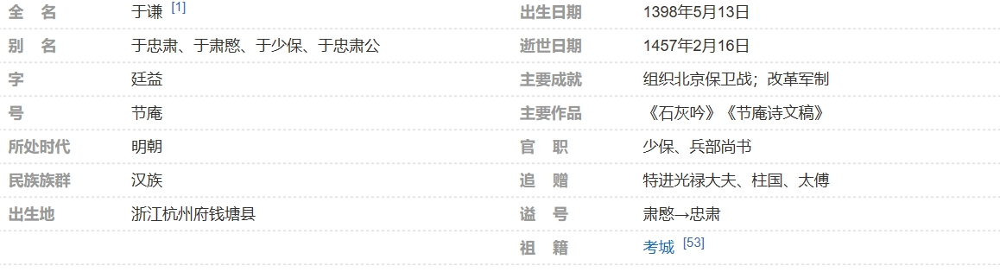 全 名 于谦 [1] 出生日期 1398年5月13日
别 名 于忠肃、于肃愍、于少保、于忠肃公 逝世日期 1457年2月16日
字 廷益 主要成就 组织北京保卫战；改革军制
号 节庵 主要作品 《石灰吟》《节庵诗文稿》
所处时代 明朝 官 职 少保、兵部尚书
民族族群 汉族 追 赠 特进光禄大夫、柱国、太傅
出生地 浙江杭州府钱塘县 谥 号 肃愍→忠肃
祖 籍 考城 [53]